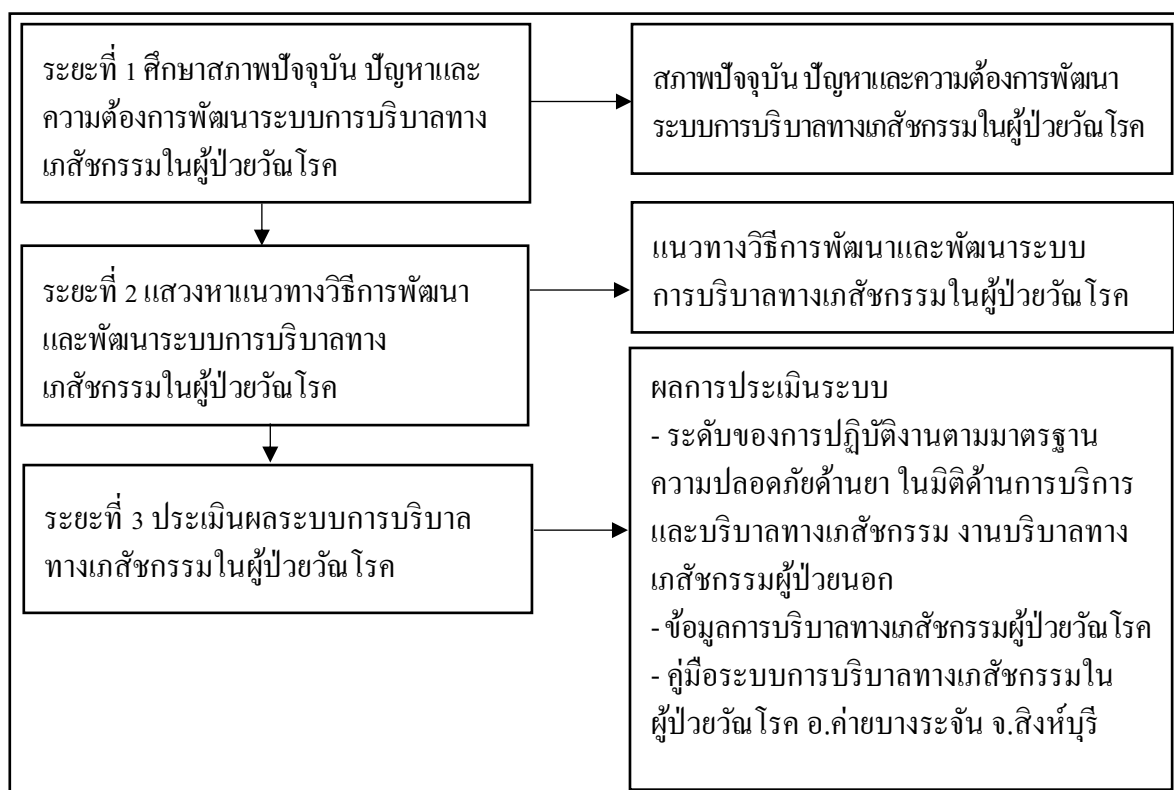 ระยะที่ 1 ศึกษาสภาพปัจจุบัน ปัญหาและ
ความต้องการพัฒนาระบบการบริบาลทาง
เภสัชกรรมในผู้ป่วยวัณโรค
สภาพปัจจุบัน ปัญหาและความต้องการพัฒนา
ระบบการบริบาลทางเภสัชกรรมในผู้ป่วยวัณโรค
ระยะที่ 2 แสวงหาแนวทางวิธีการพัฒนา
และพัฒนาระบบการบริบาลทาง
เภสัชกรรมในผู้ป่วยวัณโรค
แนวทางวิธีการพัฒนาและพัฒนาระบบ
การบริบาลทางเภสัชกรรมในผู้ป่วยวัณโรค
ระยะที่ 3 ประเมินผลระบบการบริบาล
ทางเภสัชกรรมในผู้ป่วยวัณโรค
ผลการประเมินระบบ
- ระดับของการปฏิบัติงานตามมาตรฐาน
ความปลอดภัยด้านยา ในมิติด้านการบริการ
และบริบาลทางเภสัชกรรม งานบริบาลทาง
เภสัชกรรมผู้ป่วยนอก
- ข้อมูลการบริบาลทางเภสัชกรรมผู้ป่วยวัณโรค
- คู่มือระบบการบริบาลทางเภสัชกรรมใน
ผู้ป่วยวัณโรค อ.ค่ายบางระจัน จ.สิงห์บุรี